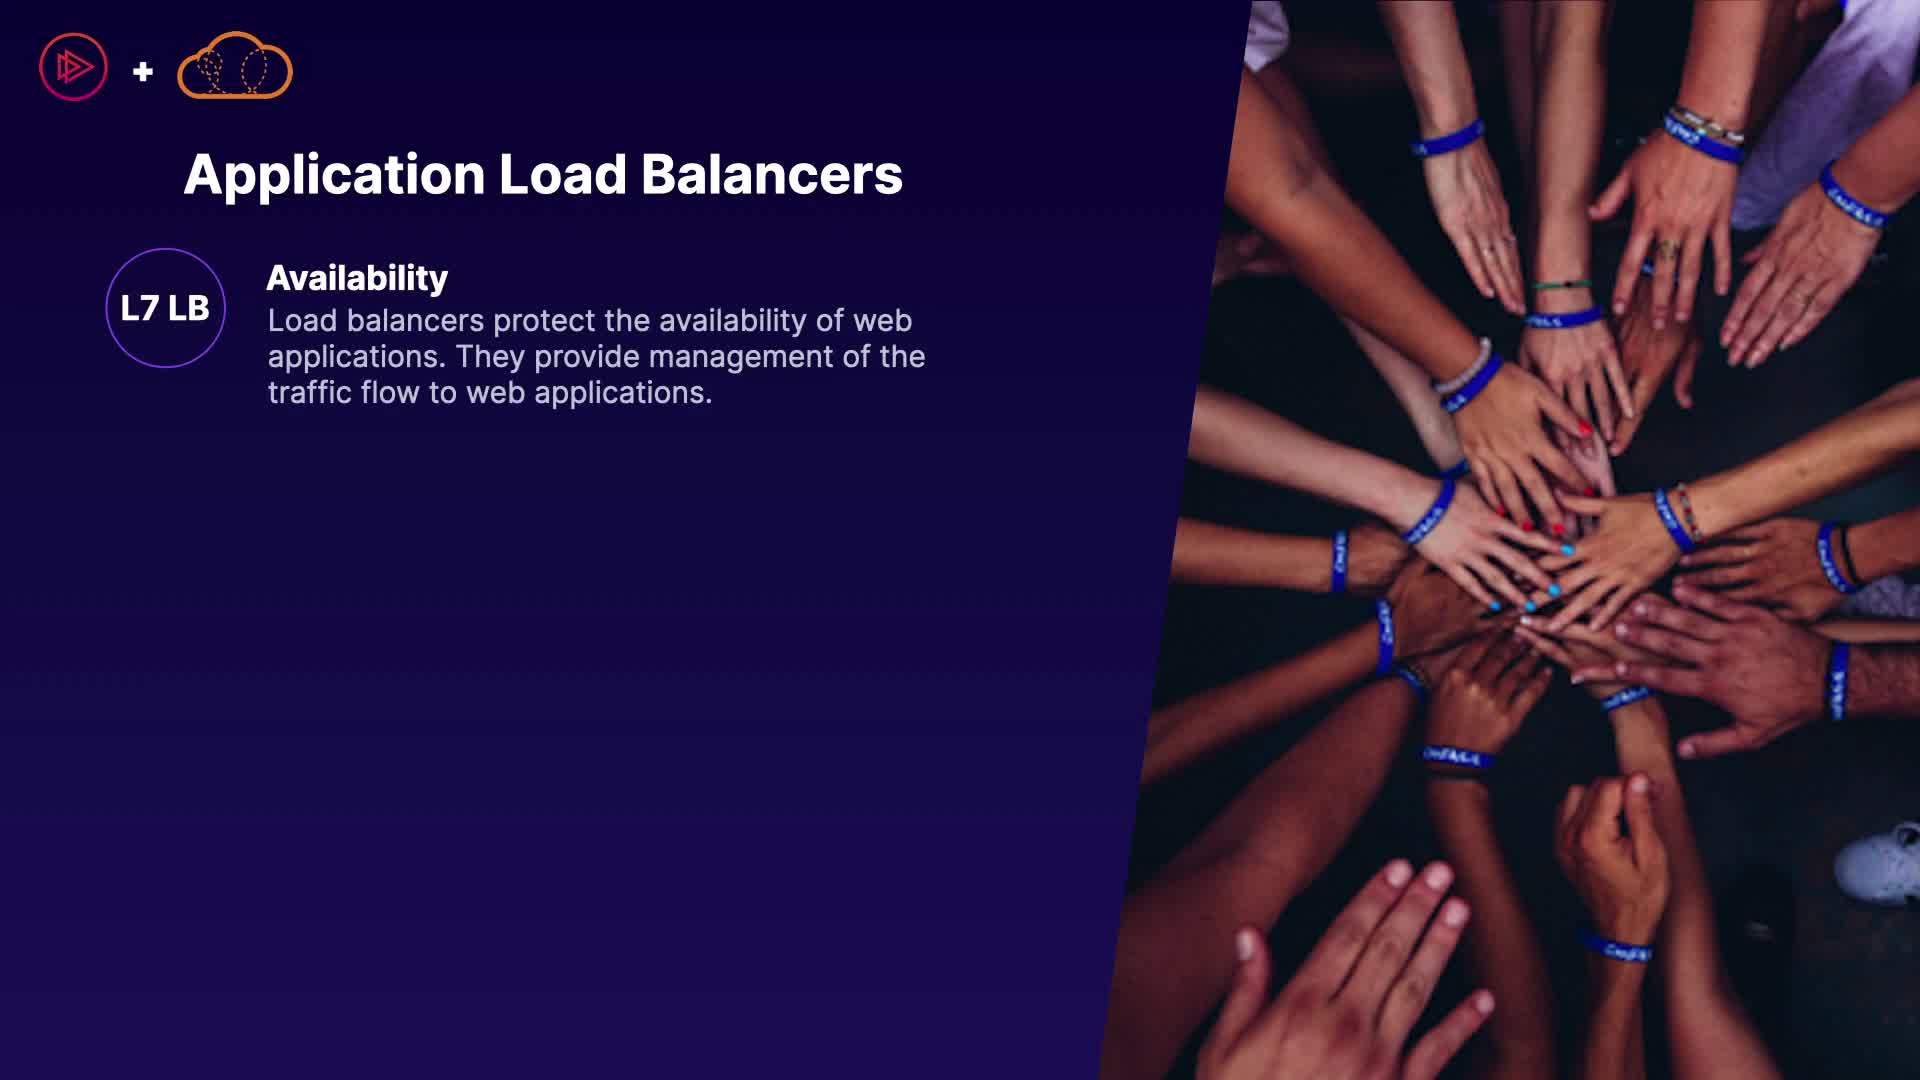 Application Load Balancers
L7 LB
Availability
Load balancers protect the availability of web
applications. They provide management of the
traffic flow to web applications.